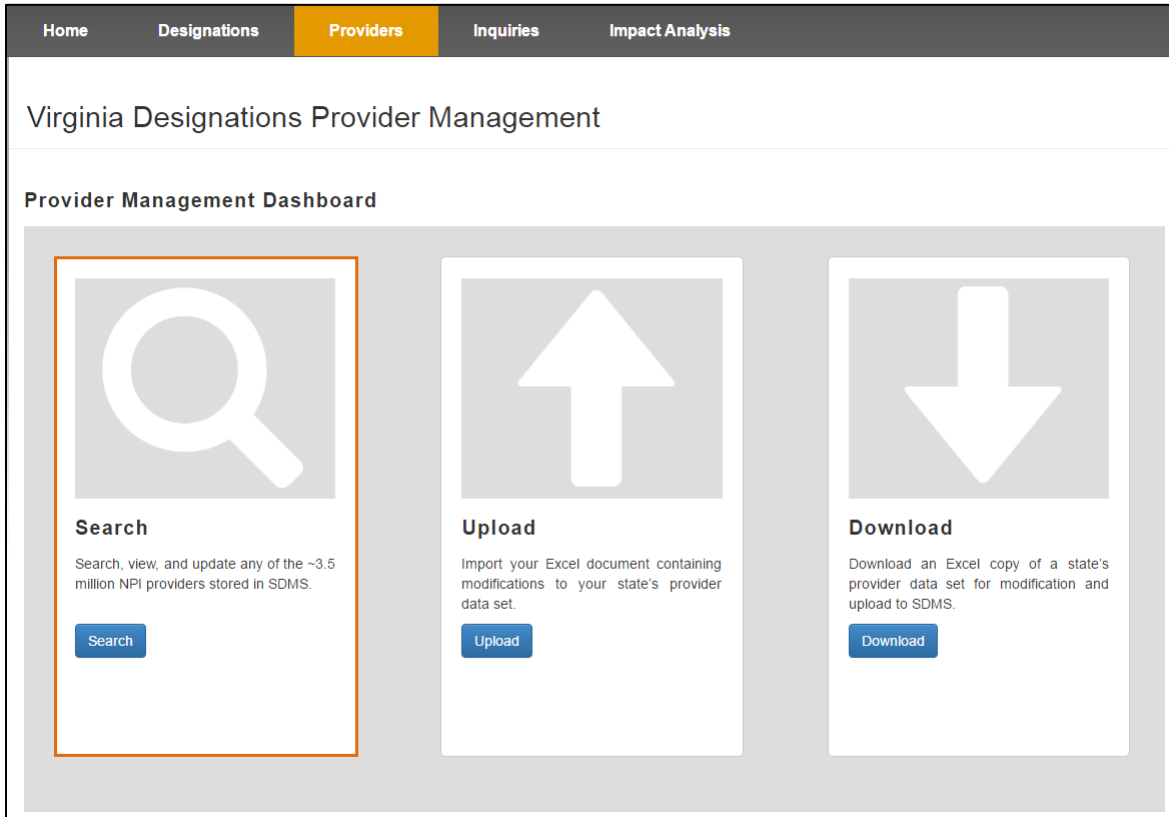 Home Designations Providers Inquiries Impact Analysis
Virginia Designations Provider Management
Provider Management Dashboard
Search
Search, view, and update any of the ~3.5
million NPI providers stored in SDMS.
Search
Upload
Import your Excel document containing
modifications to your state's provider
data set.
Upload
Download
Download an Excel copy of a state's
provider data set for modification and
upload to SDMS.
Download